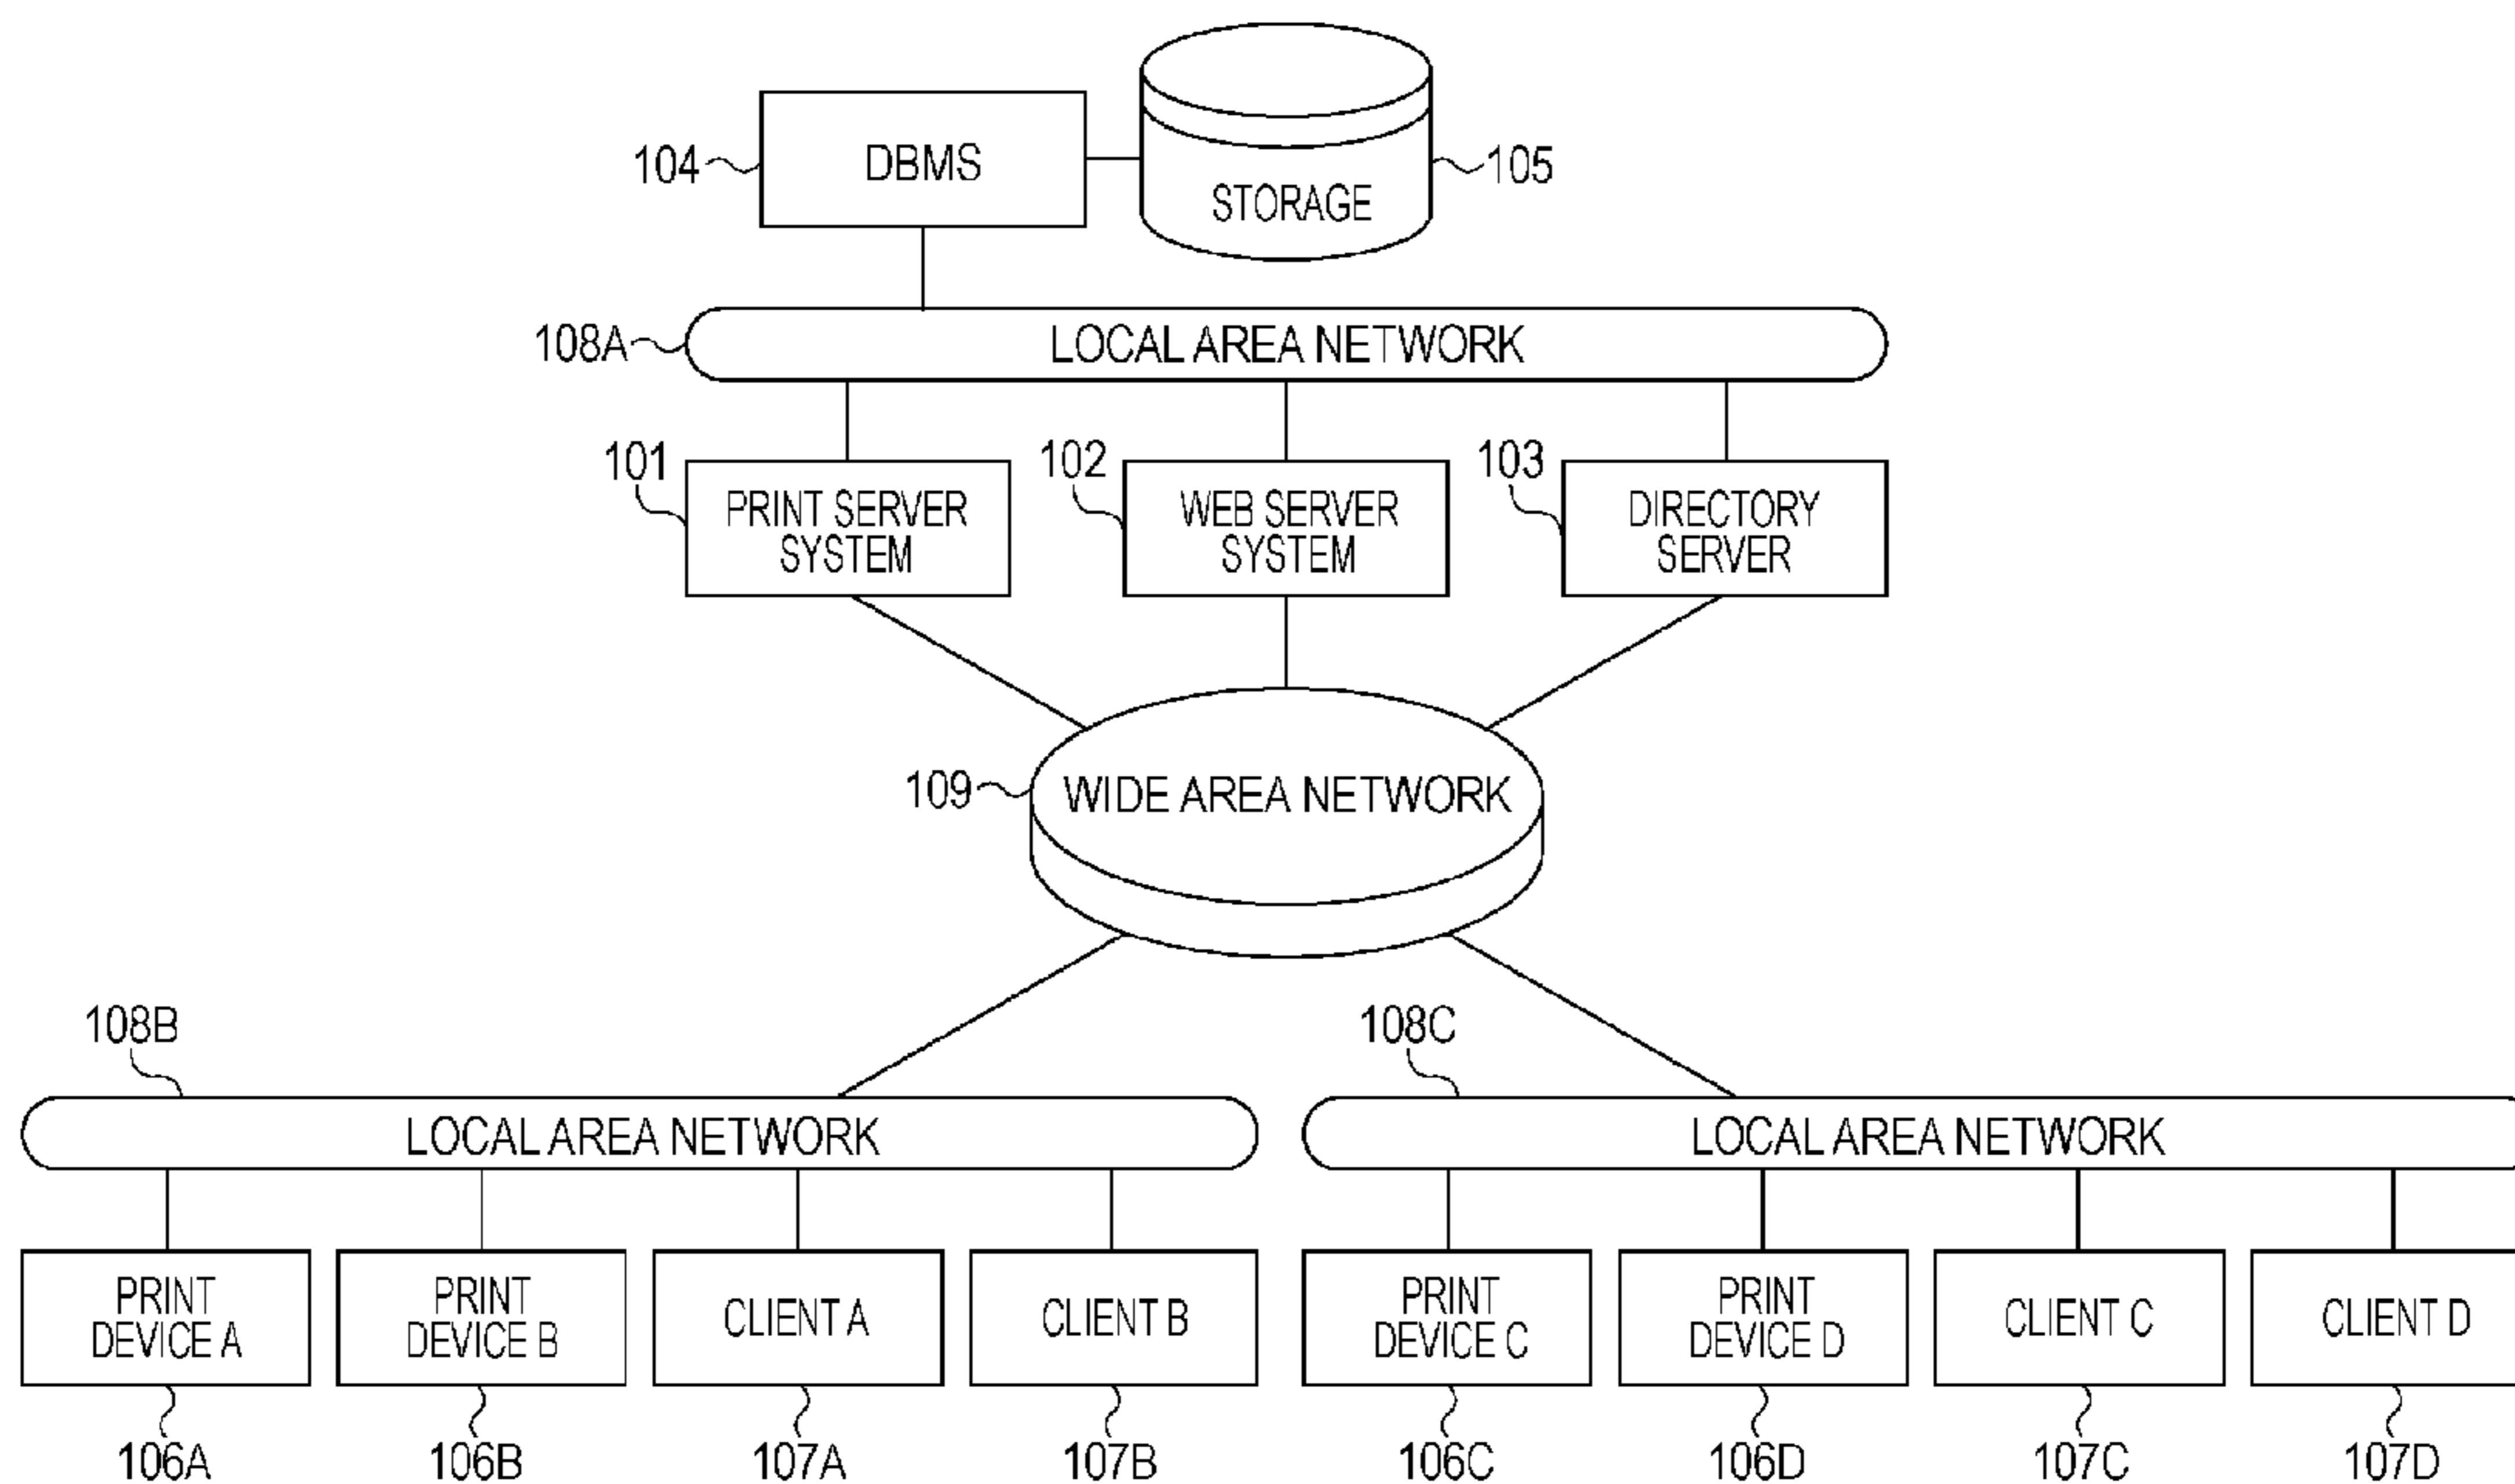 104
DBMS
STORAGE
105
108A
LOCAL AREA NETWORK
101
PRINT SERVER
SYSTEM
102
WEB SERVER
SYSTEM
103
DIRECTORY
SERVER
109
WIDE AREA NETWORK
108B
LOCAL AREA NETWORK
108C
LOCAL AREA NETWORK
PRINT
DEVICE A
PRINT
DEVICE B
CLIENT A
CLIENT B
PRINT
DEVICE C
PRINT
DEVICE D
CLIENT C
CLIENT D
106A
106B
107A
107B
106C
106D
107C
107D